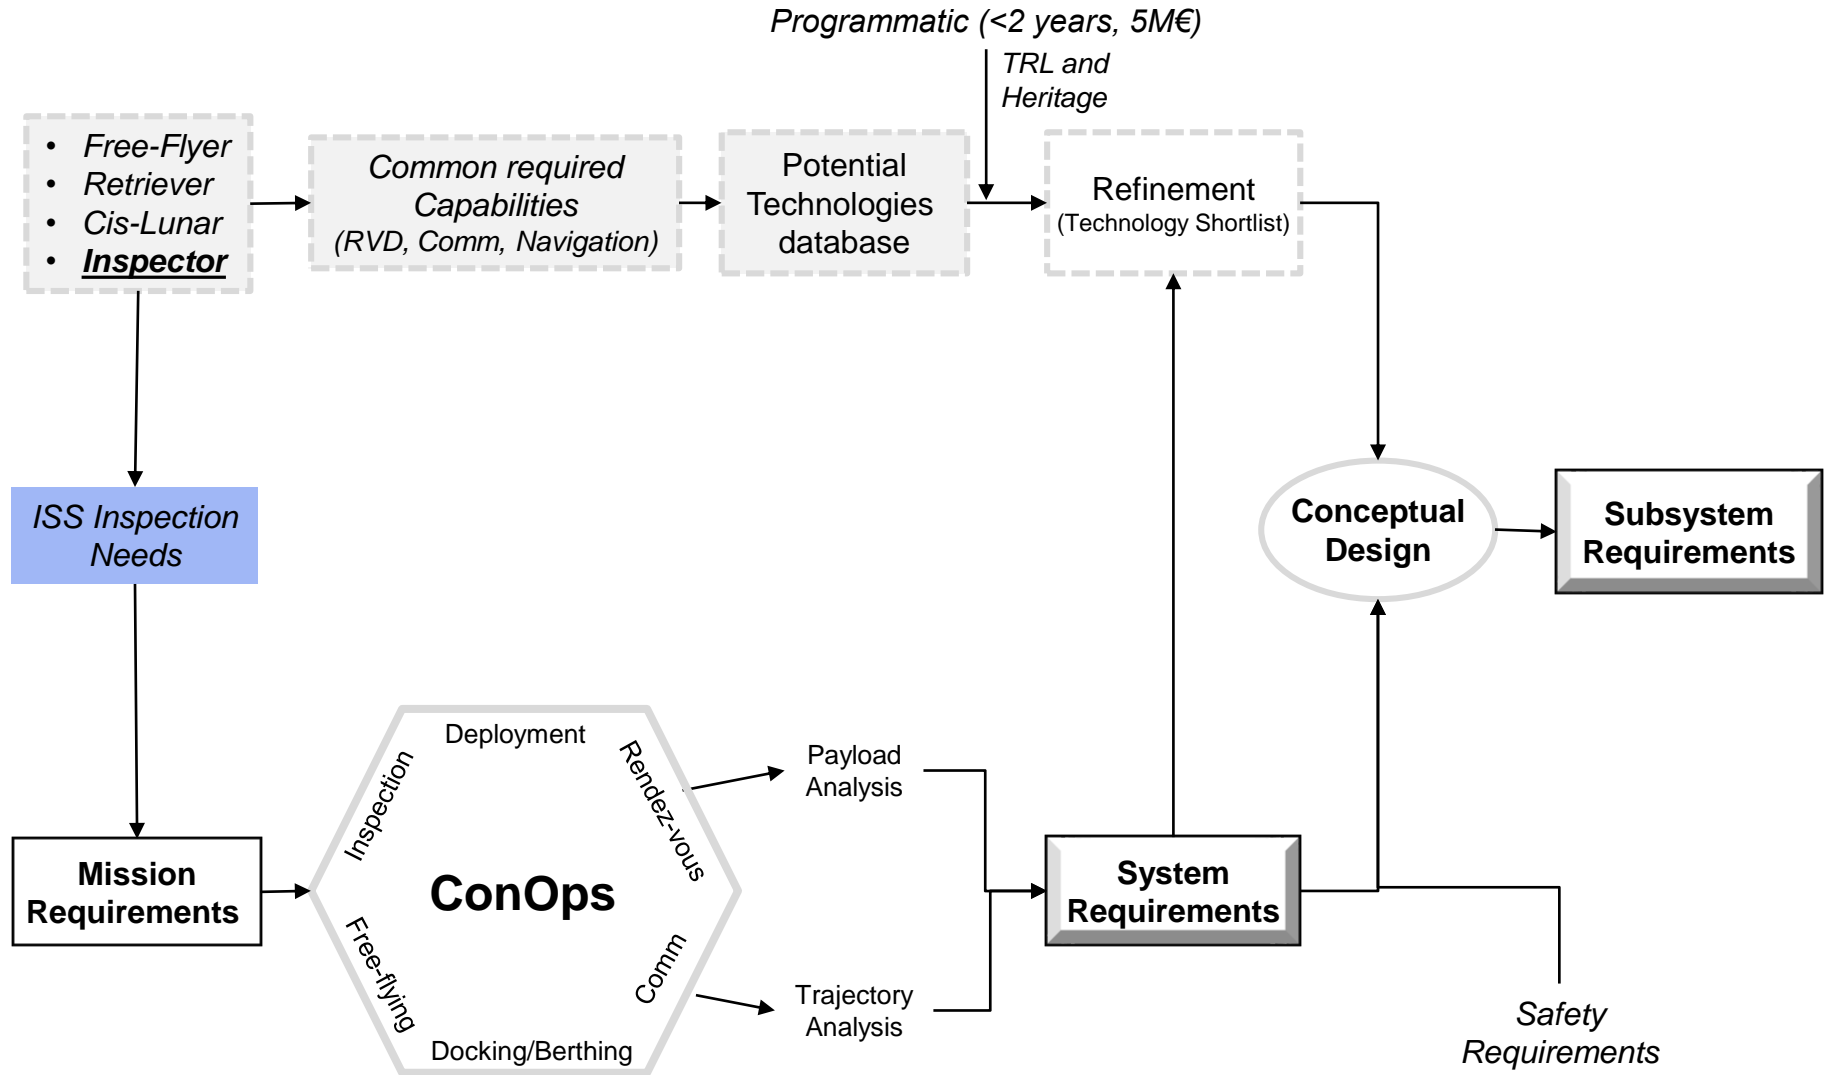 Programmatic (<2 years, 5M€)
TRL and
Heritage
• Free-Flyer
• Retriever
• Cis-Lunar
• Inspector
Common required
Capabilities
(RVD, Comm, Navigation)
Potential
Technologies
database
Refinement
(Technology Shortlist)
ISS Inspection
Needs
Conceptual
Design
Subsystem
Requirements
Mission
Requirements
Deployment
Inspection
Rendez-vous
ConOps
Free-flying
Comm
Docking/Berthing
Payload
Analysis
Trajectory
Analysis
System
Requirements
Safety
Requirements